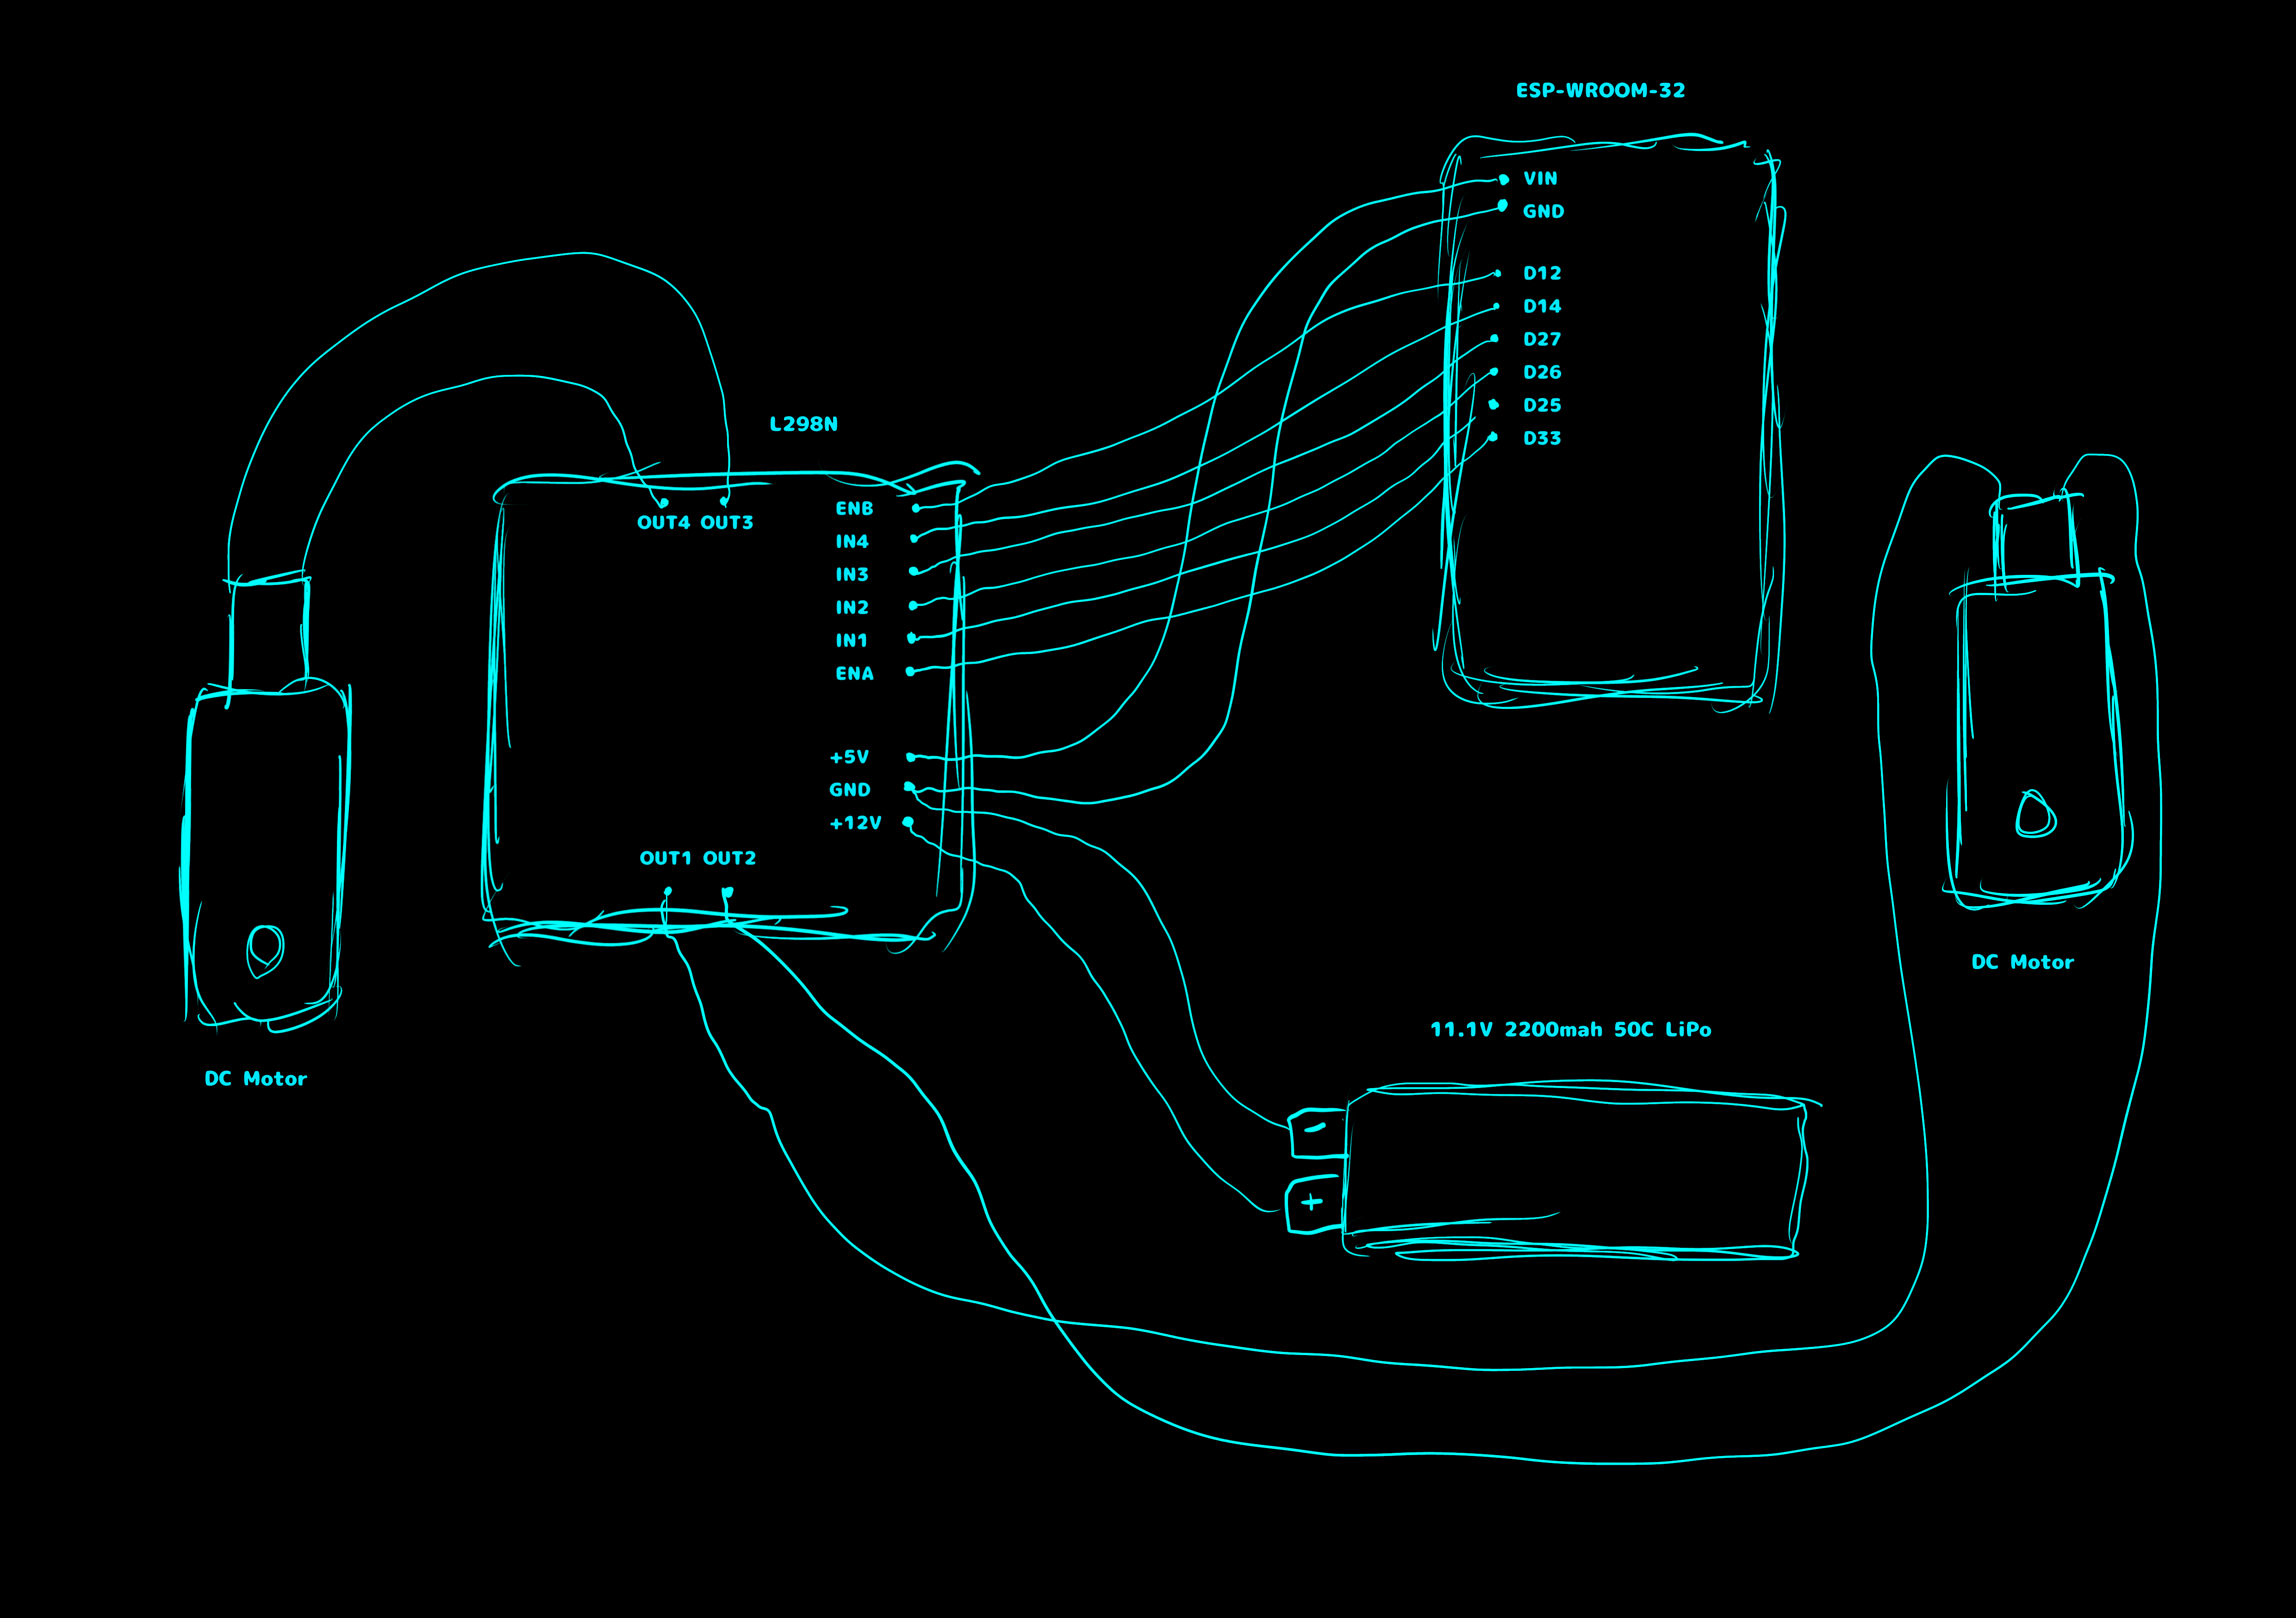 ESP-WROOM-32
VIN
GND
D12
D14
D27
D26
D25
D33
L298N
OUT4 OUT3
ENB
IN4
IN3
IN2
IN1
ENA
+5V
GND
+12V
OUT1 OUT2
DC Motor
DC Motor
11.1V 2200mah 50C LiPo
-
+